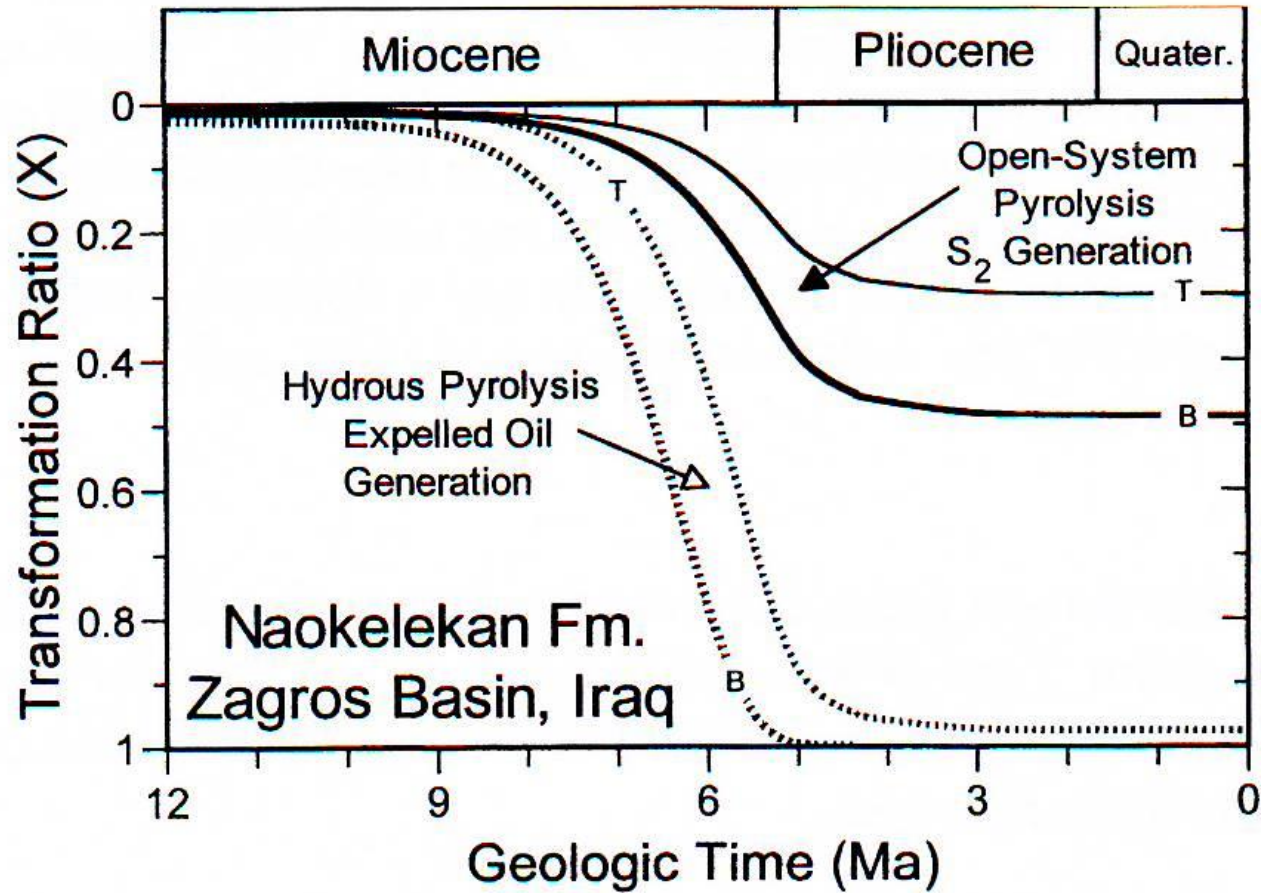 Miocene
Pliocene
Quater.
Transformation Ratio (X)
0
0.2
0.4
0.6
0.8
1
T
Open-System
Pyrolysis
S₂ Generation
T
B
Hydrous Pyrolysis
Expelled Oil
Generation
B
Naokelekan Fm.
Zagros Basin, Iraq
12
9
6
3
0
Geologic Time (Ma)